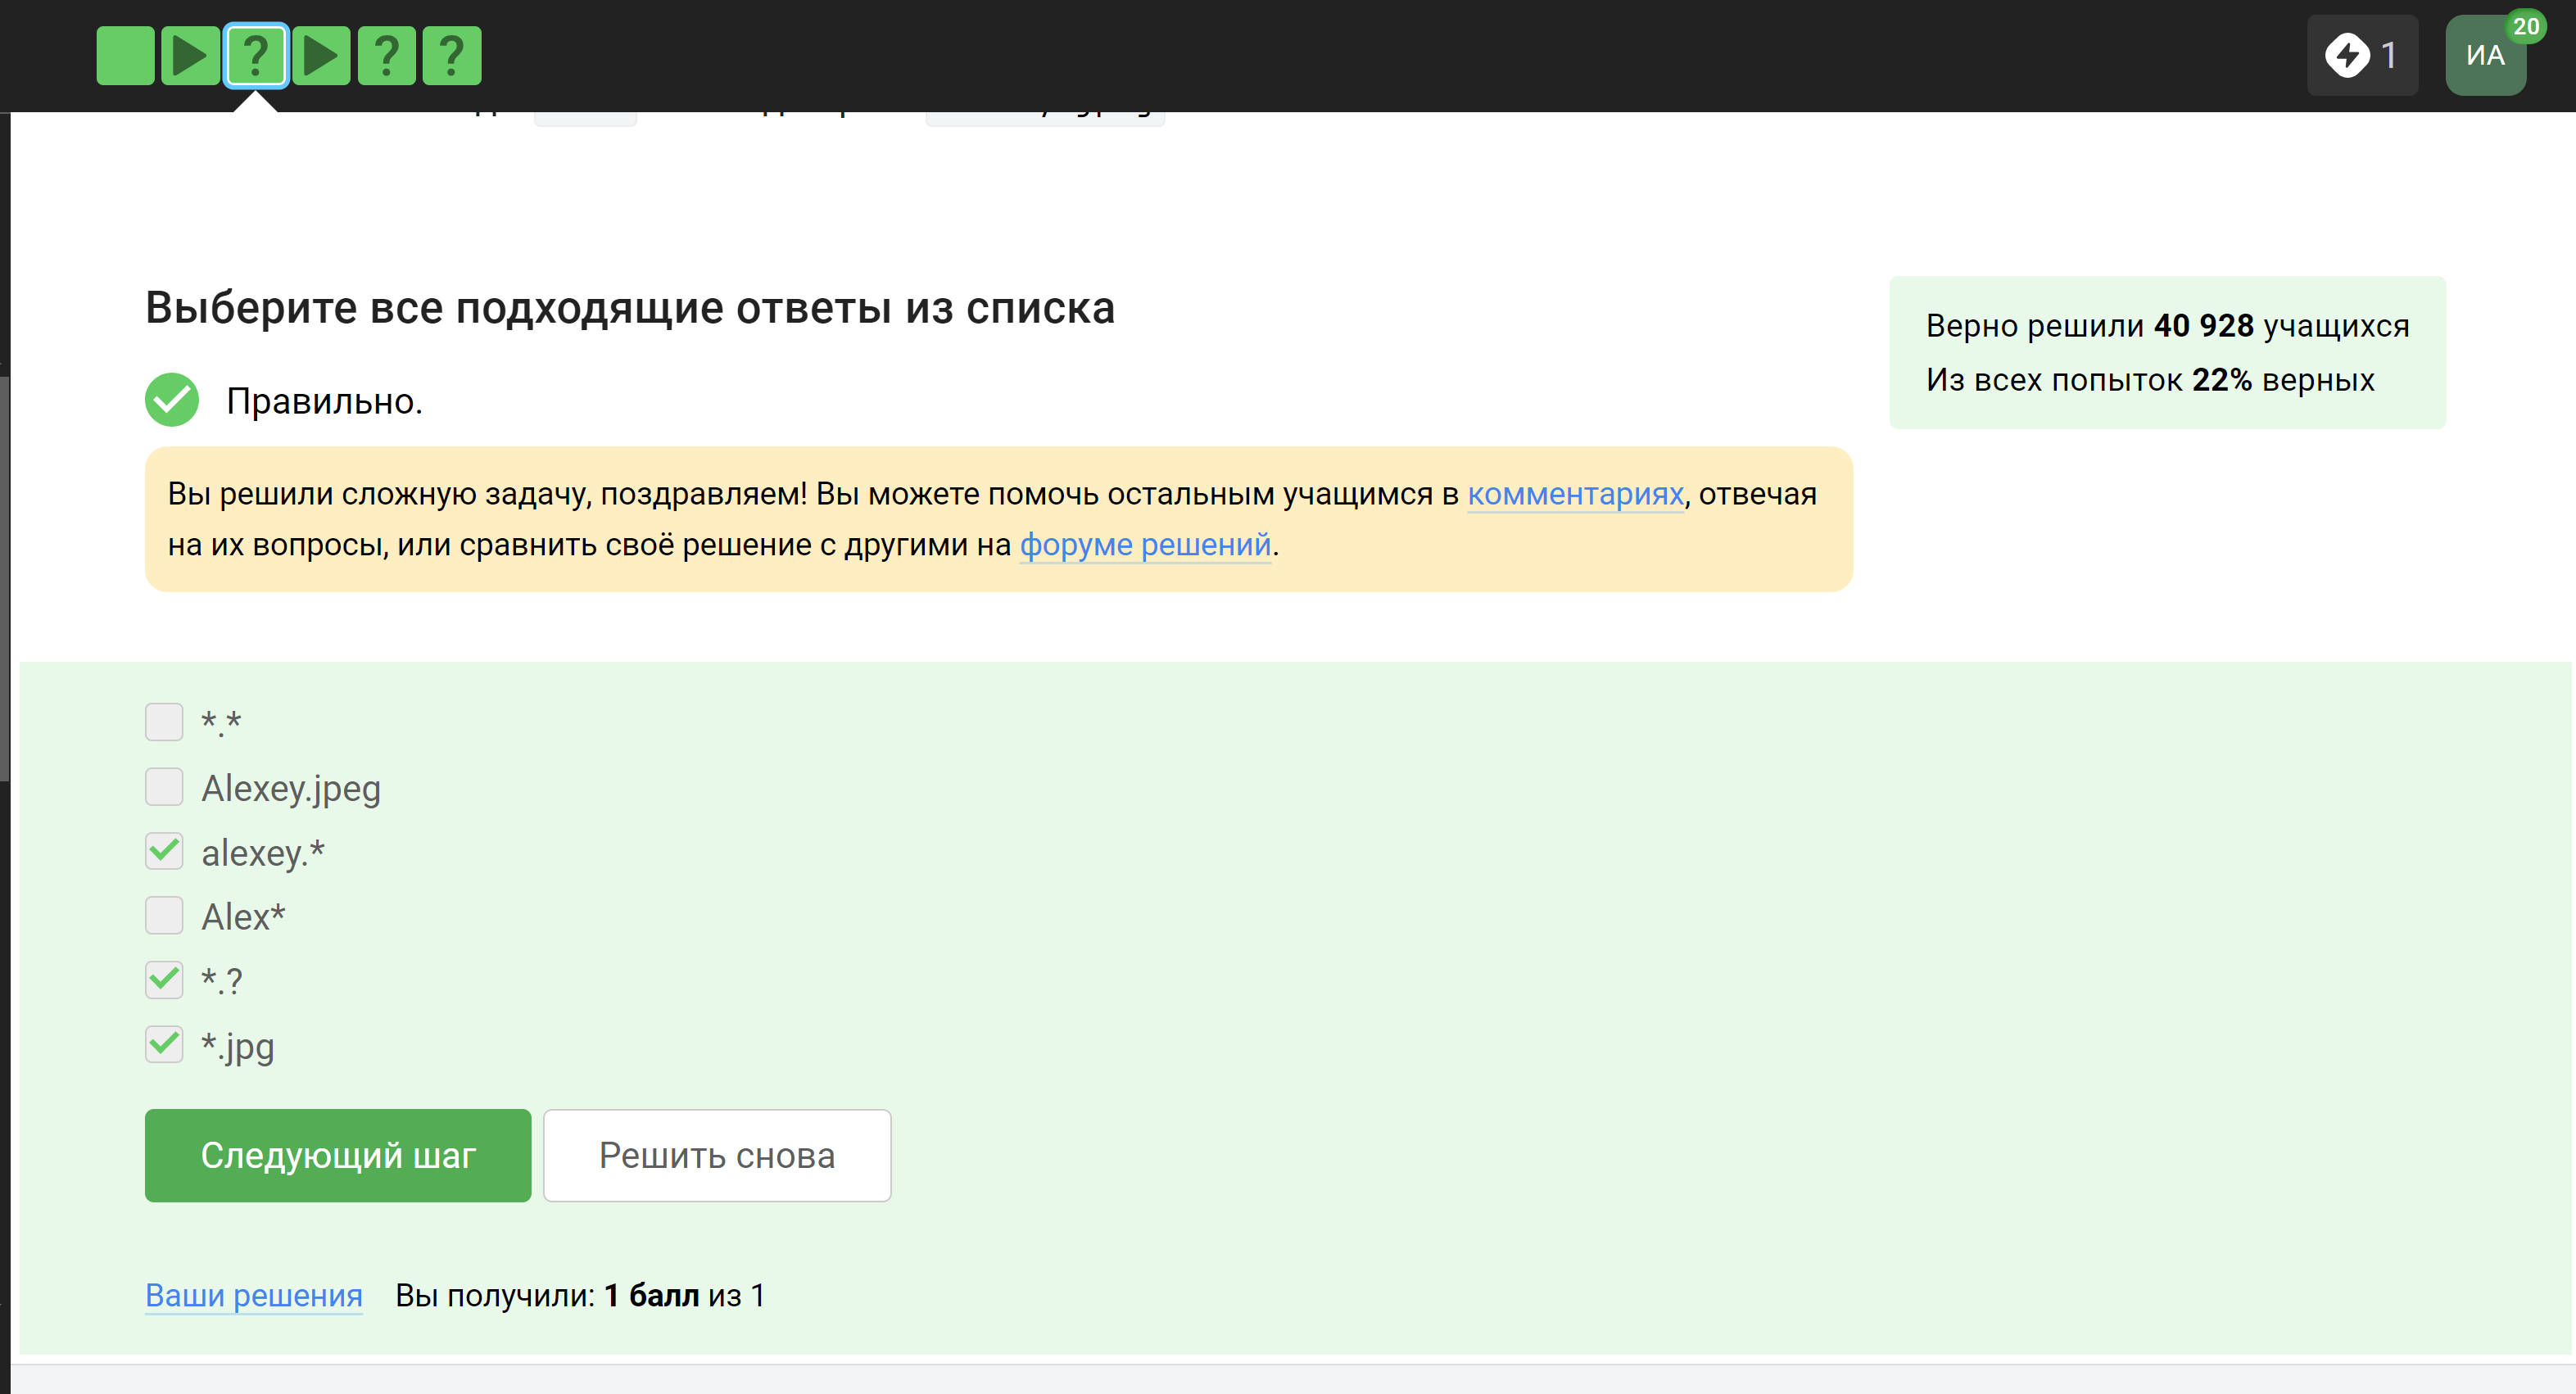 ? ? ?
1
ИА
20
Выберите все подходящие ответы из списка
Верно решили 40 928 учащихся
Из всех попыток 22% верных
Правильно.
Вы решили сложную задачу, поздравляем! Вы можете помочь остальным учащимся в комментариях, отвечая
на их вопросы, или сравнить своё решение с другими на форуме решений.
*.*
Alexey.jpeg
alexey.*
Alex*
*.?
*.jpg
Следующий шаг
Решить снова
Ваши решения Вы получили: 1 балл из 1